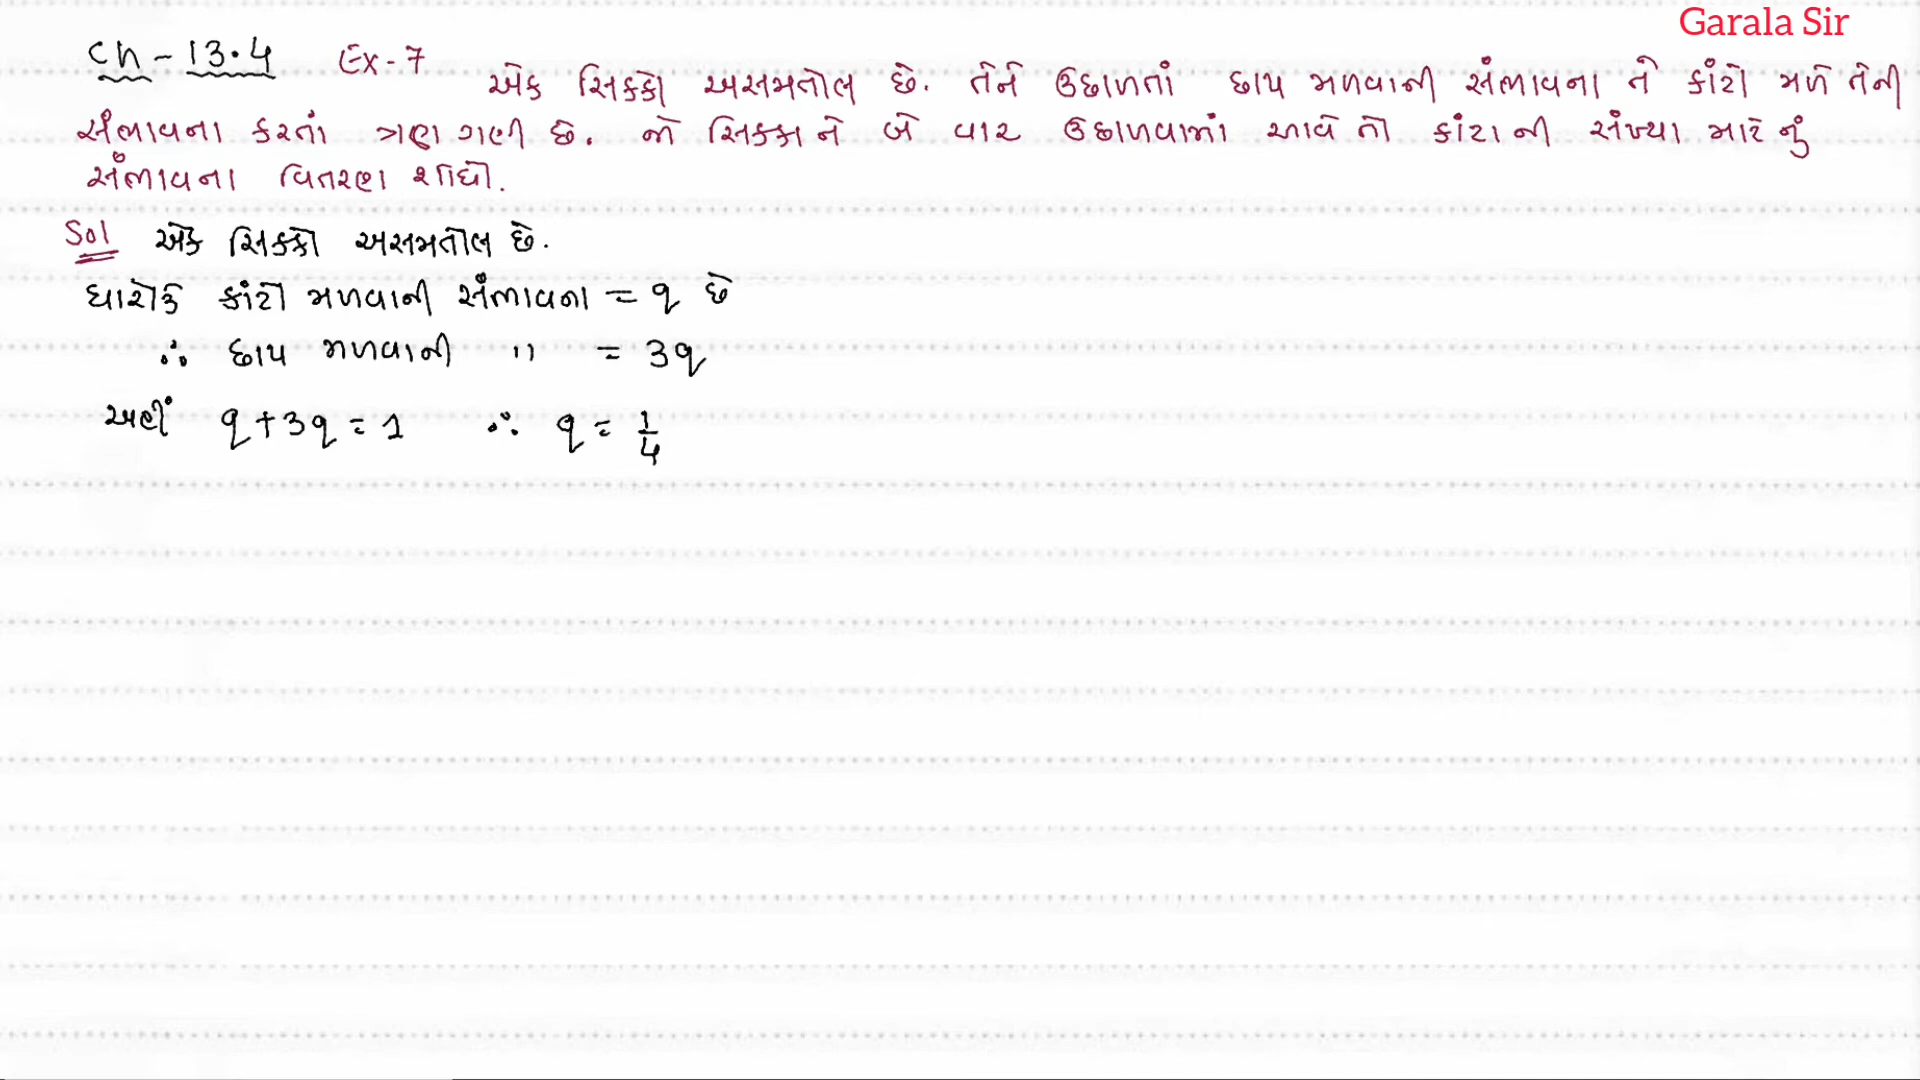 Garala Sir
Ch - 13.4 Ex - 7 એક સિક્કો અસમતોલ છે. તેને ઉછાળતાં છાપ મળવાની સંભાવના તે કાંટો મળે તેની
સંભાવના કરતાં ત્રણ ગણી છે. જો સિક્કા ને બે વાર ઉછાળવામાં આવે તો કાંટા ની સંખ્યા માટે નું
સંભાવના વિતરણ શોધો.
Sol એક સિક્કો અસમતોલ છે.
ધારોકે કાંટો મળવાની સંભાવના = q છે
∴ છાપ મળવાની " = 3q
અહીં q + 3q = 1 ∴ q = 1/4